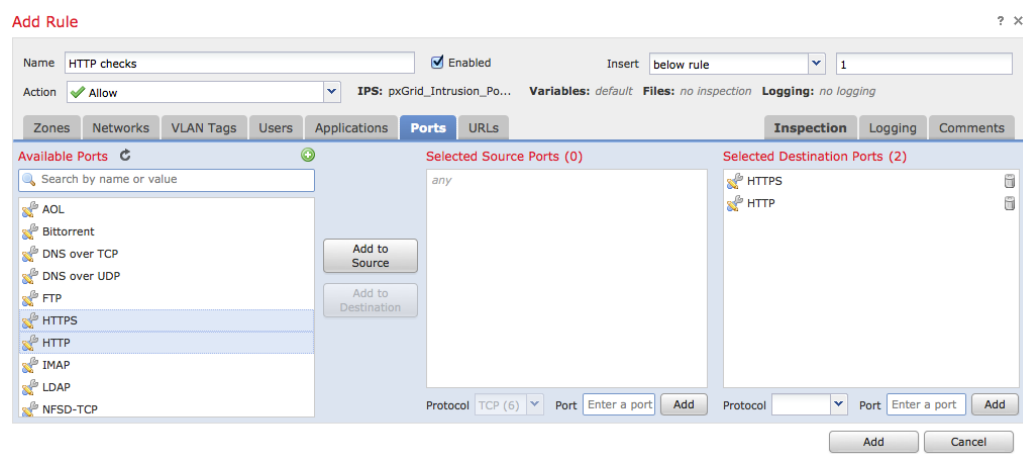 Add Rule
? ×
Name HTTP checks Enabled Insert below rule 1
Action Allow IPS: pxGrid_Intrusion_Po... Variables: default Files: no inspection Logging: no logging
Zones Networks VLAN Tags Users Applications Ports URLs Inspection Logging Comments
Available Ports Selected Source Ports (0) Selected Destination Ports (2)
Search by name or value any HTTPS
AOL HTTP
Bittorrent
DNS over TCP
Add to
Source
DNS over UDP
Add to
Destination
FTP
HTTPS
HTTP
IMAP
LDAP
NFSD-TCP
Protocol TCP (6) Port Enter a port Add Protocol Port Enter a port Add
Add Cancel